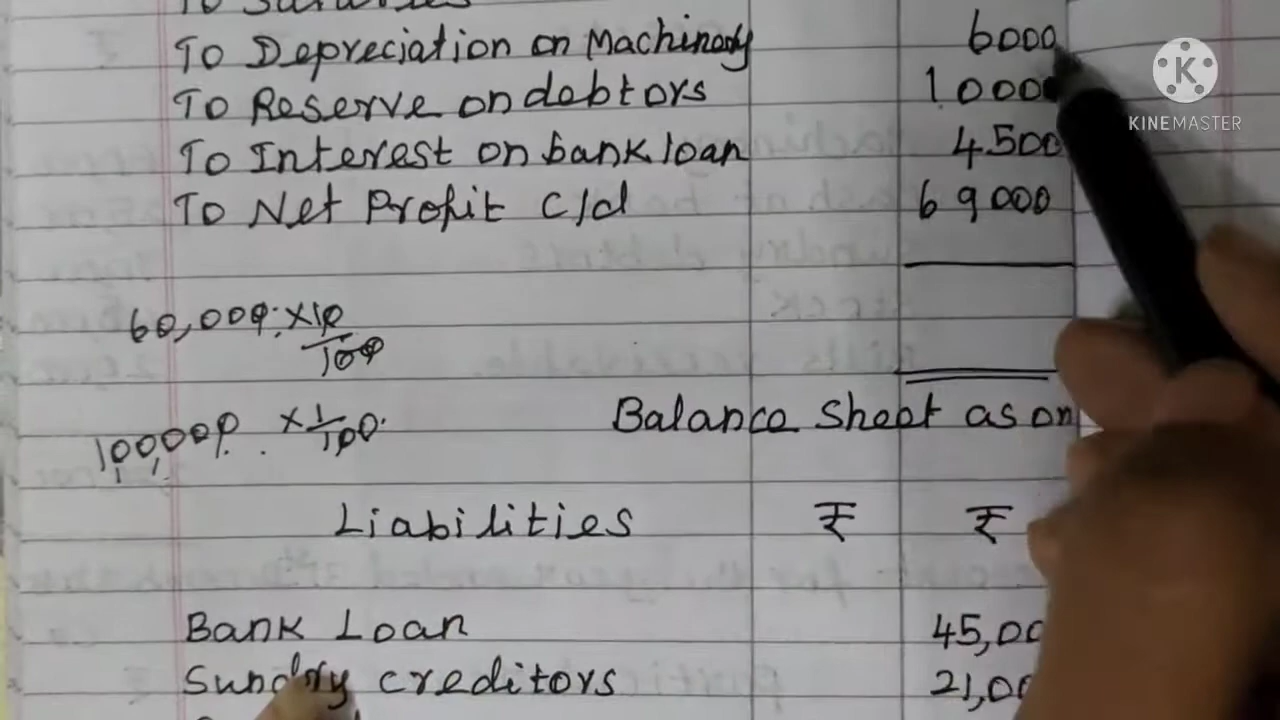 To Depreciation on Machinady 6000
To Reserve on debtors 1000
To Interest on bank loan 4500
To Net Profit c/d 69000
60,000 × 10/100
100,000 × 1/100
Balance Sheet as on
Liabilities ₹ ₹
Bank Loan 45,00
Sundry creditors 21,00
K
KINEMASTER